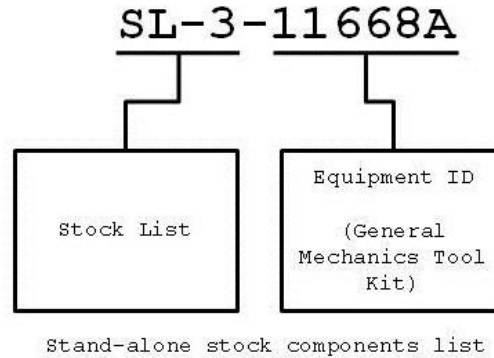 SL-3-11668A
Stock List
Equipment ID
(General
Mechanics Tool
Kit)
Stand-alone stock components list